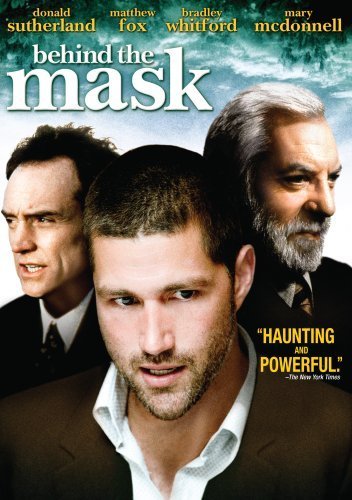 donald sutherland
matthew fox
bradley whitford
mary mcdonnell
behind the
mask
"HAUNTING
AND
POWERFUL."
–The New York Times